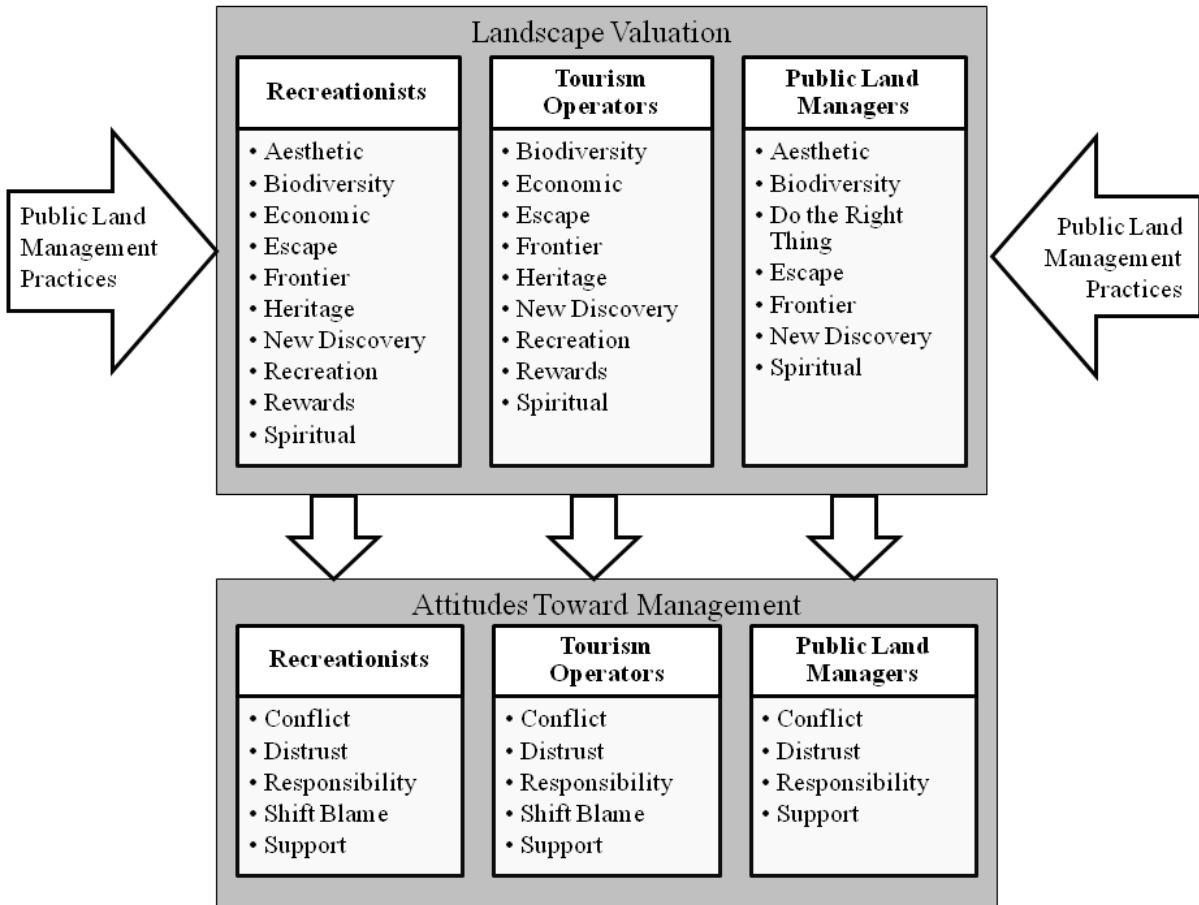 Landscape Valuation
Public Land
Management
Practices
Recreationists
• Aesthetic
• Biodiversity
• Economic
• Escape
• Frontier
• Heritage
• New Discovery
• Recreation
• Rewards
• Spiritual
Tourism
Operators
• Biodiversity
• Economic
• Escape
• Frontier
• Heritage
• New Discovery
• Recreation
• Rewards
• Spiritual
Public Land
Managers
• Aesthetic
• Biodiversity
• Do the Right
Thing
• Escape
• Frontier
• New Discovery
• Spiritual
Public Land
Management
Practices
Attitudes Toward Management
Recreationists
• Conflict
• Distrust
• Responsibility
• Shift Blame
• Support
Tourism
Operators
• Conflict
• Distrust
• Responsibility
• Shift Blame
• Support
Public Land
Managers
• Conflict
• Distrust
• Responsibility
• Support